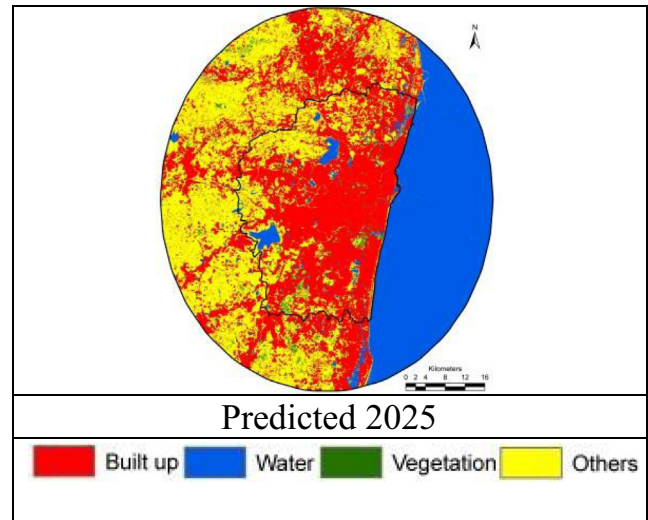 N
Kilometers
0 2 4 8 12 16
Predicted 2025
Built up Water Vegetation Others